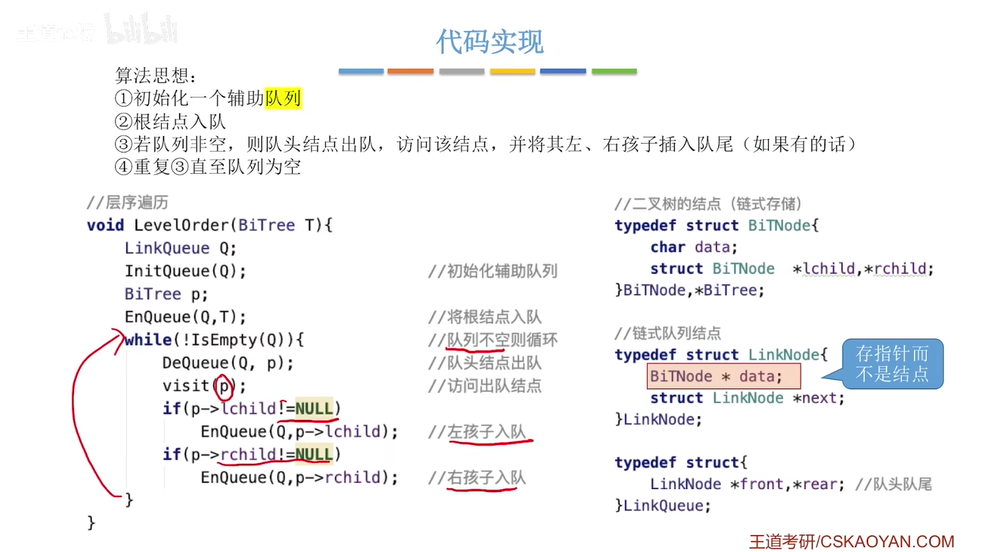 王道考研
bilibili
代码实现
算法思想：
①初始化一个辅助队列
②根结点入队
③若队列非空，则队头结点出队，访问该结点，并将其左、右孩子插入队尾（如果有的话）
④重复③直至队列为空
//层序遍历
void LevelOrder(BiTree T){
    LinkQueue Q;
    InitQueue(Q);    //初始化辅助队列
    BiTree p;
    EnQueue(Q,T);    //将根结点入队
    while(!IsEmpty(Q)){    //队列不空则循环
        DeQueue(Q, p);    //队头结点出队
        visit(p);    //访问出队结点
        if(p->lchild!=NULL)
            EnQueue(Q,p->lchild);    //左孩子入队
        if(p->rchild!=NULL)
            EnQueue(Q,p->rchild);    //右孩子入队
    }
}
//二叉树的结点（链式存储）
typedef struct BiTNode{
    char data;
    struct BiTNode *lchild,*rchild;
}BiTNode,*BiTree;
//链式队列结点
typedef struct LinkNode{
    BiTNode * data;
    struct LinkNode *next;
}LinkNode;
存指针而
不是结点
typedef struct{
    LinkNode *front,*rear; //队头队尾
}LinkQueue;
王道考研/CSKAOYAN.COM